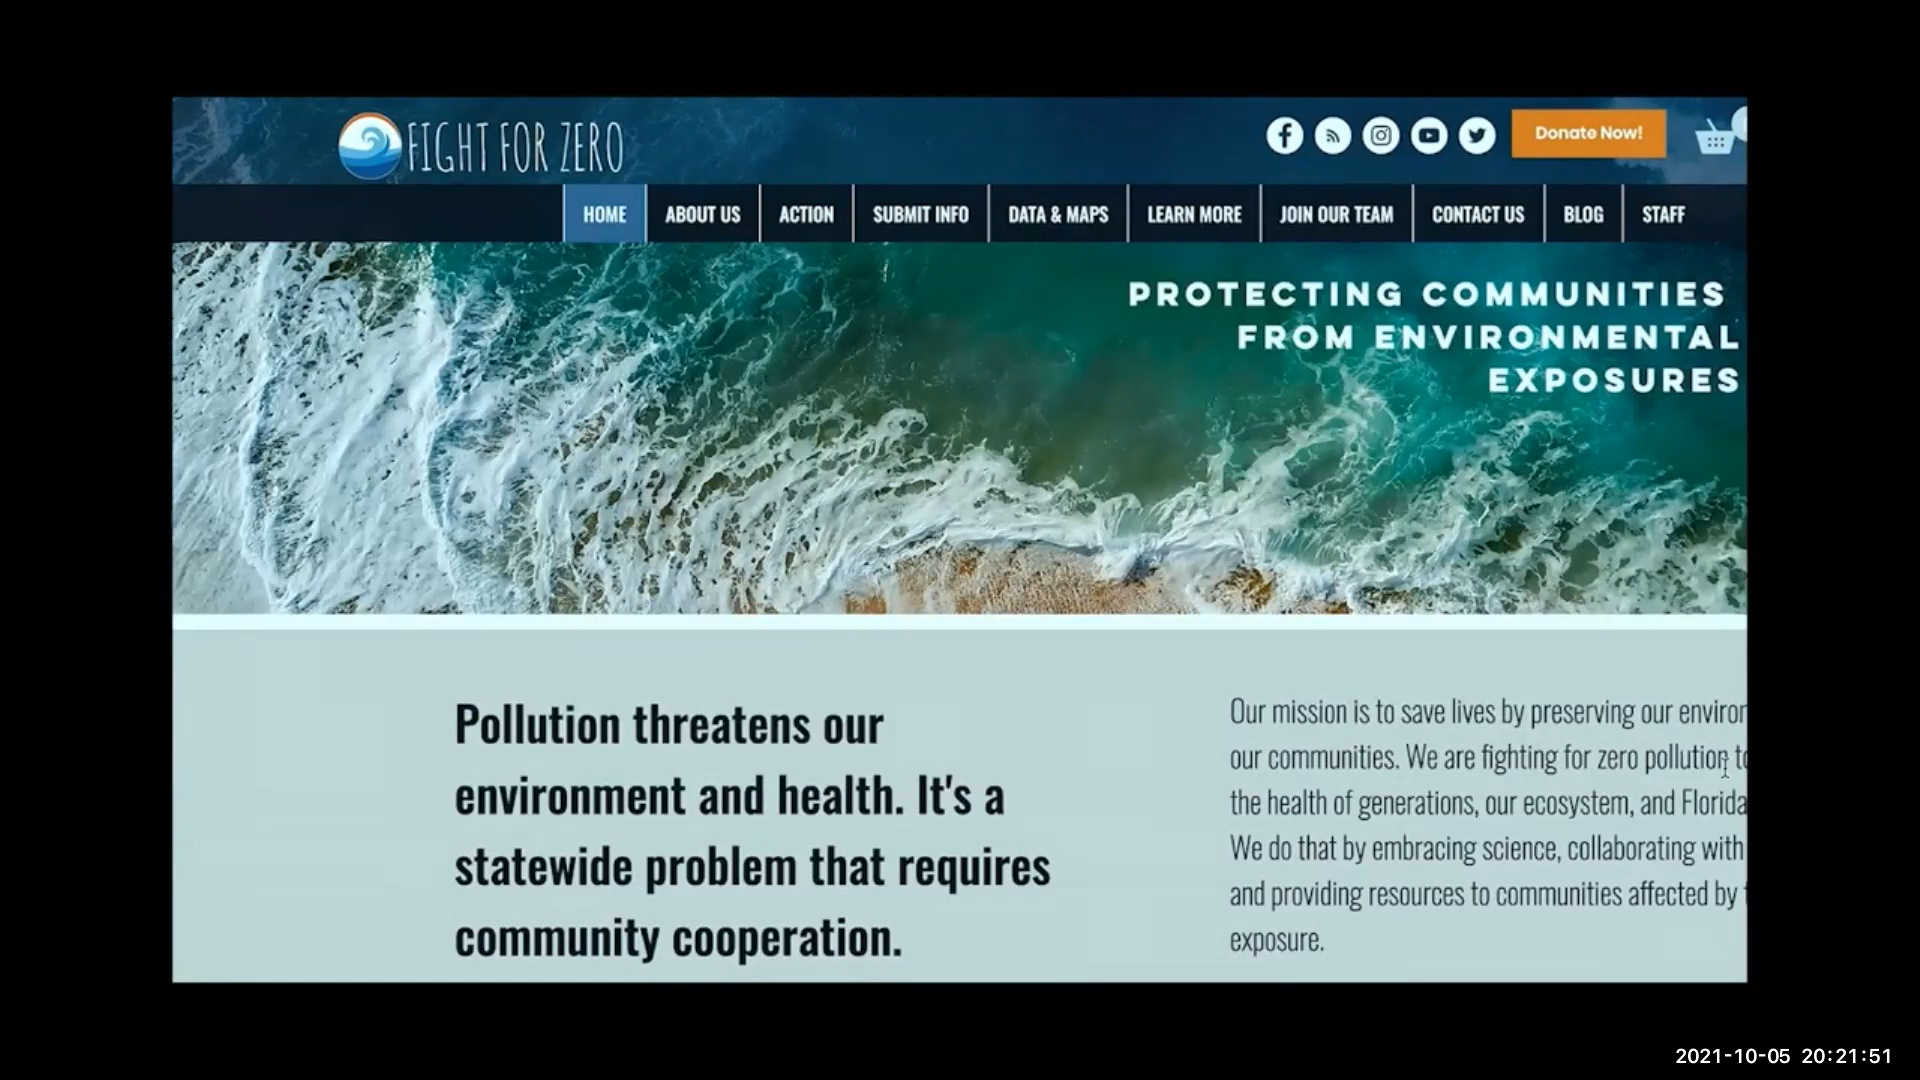 FIGHT FOR ZERO
Donate Now!
HOME ABOUT US ACTION SUBMIT INFO DATA & MAPS LEARN MORE JOIN OUR TEAM CONTACT US BLOG STAFF
PROTECTING COMMUNITIES
FROM ENVIRONMENTAL
EXPOSURES
Pollution threatens our
environment and health. It's a
statewide problem that requires
community cooperation.
Our mission is to save lives by preserving our
our communities. We are fighting for zero pollution
the health of generations, our ecosystem, and Florida
We do that by embracing science, collaborating with
and providing resources to communities affected by
exposure.
2021-10-05 20:21:51